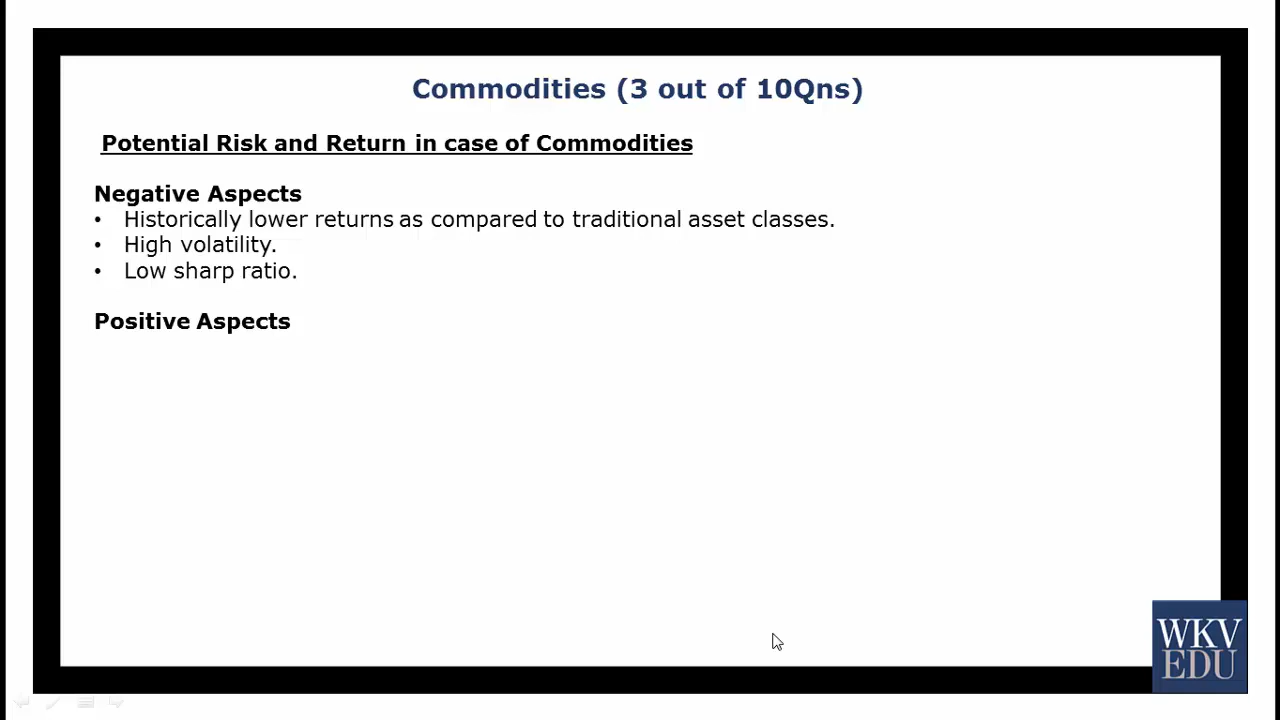 Commodities (3 out of 10Qns)
Potential Risk and Return in case of Commodities
Negative Aspects
• Historically lower returns as compared to traditional asset classes.
• High volatility.
• Low sharp ratio.
Positive Aspects
WKV
EDU